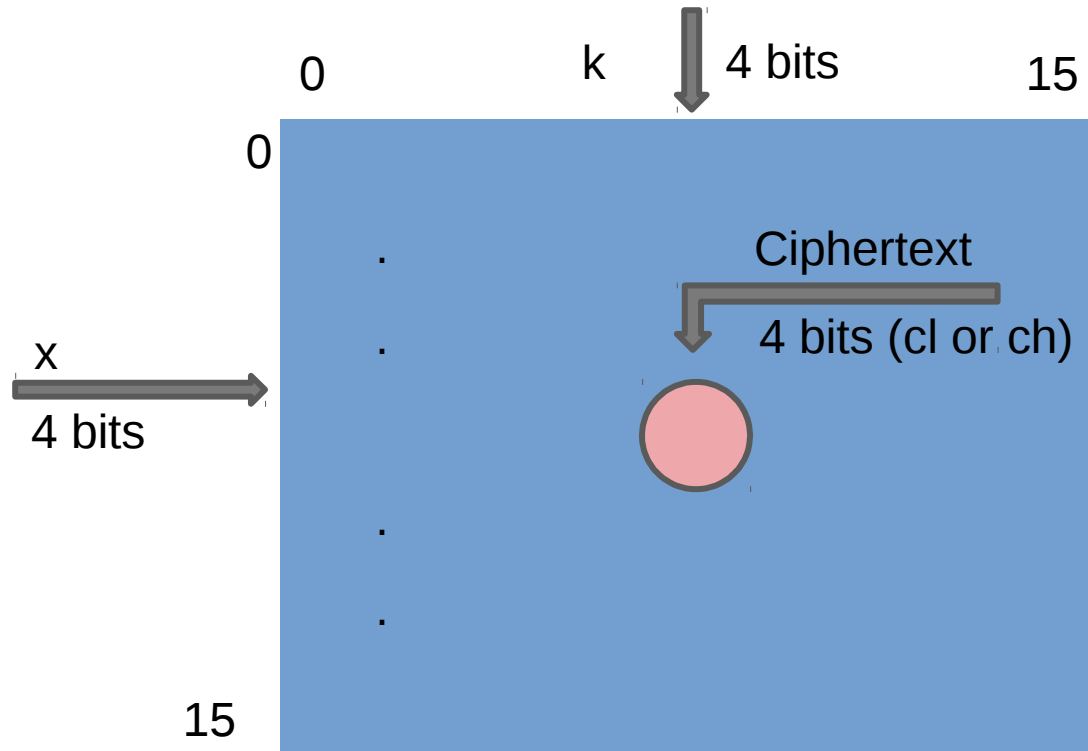 0
k
4 bits
15
0
.
Ciphertext
.
4 bits (cl or ch)
x
4 bits
.
.
15